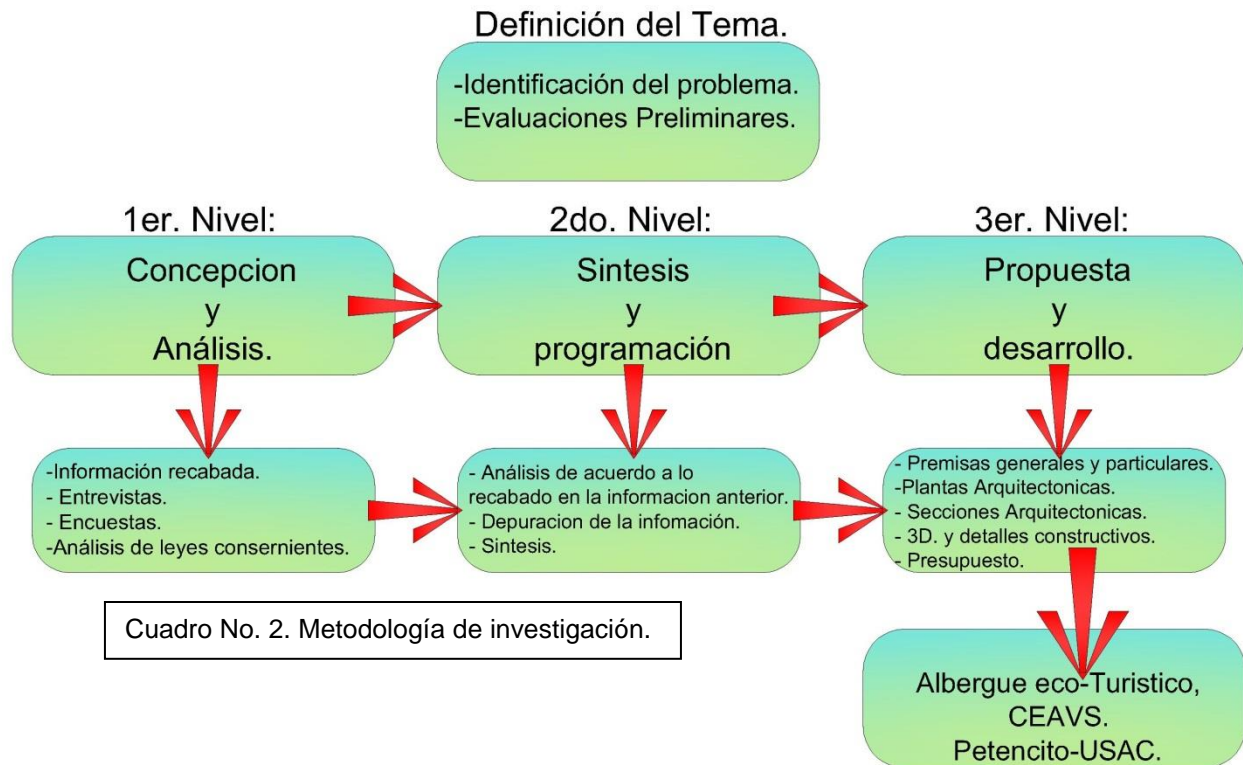 Definición del Tema.
-Identificación del problema.
-Evaluaciones Preliminares.
1er. Nivel:
Concepcion
y
Análisis.
2do. Nivel:
Sintesis
y
programación
3er. Nivel:
Propuesta
y
desarrollo.
-Información recabada.
- Entrevistas.
- Encuestas.
-Análisis de leyes consernientes.
- Análisis de acuerdo a lo
recabado en la informacion anterior.
- Depuracion de la infomación.
- Sintesis.
- Premisas generales y particulares.
-Plantas Arquitectonicas.
- Secciones Arquitectonicas.
- 3D. y detalles constructivos.
- Presupuesto.
Cuadro No. 2. Metodología de investigación.
Albergue eco-Turistico,
CEAVS.
Petencito-USAC.